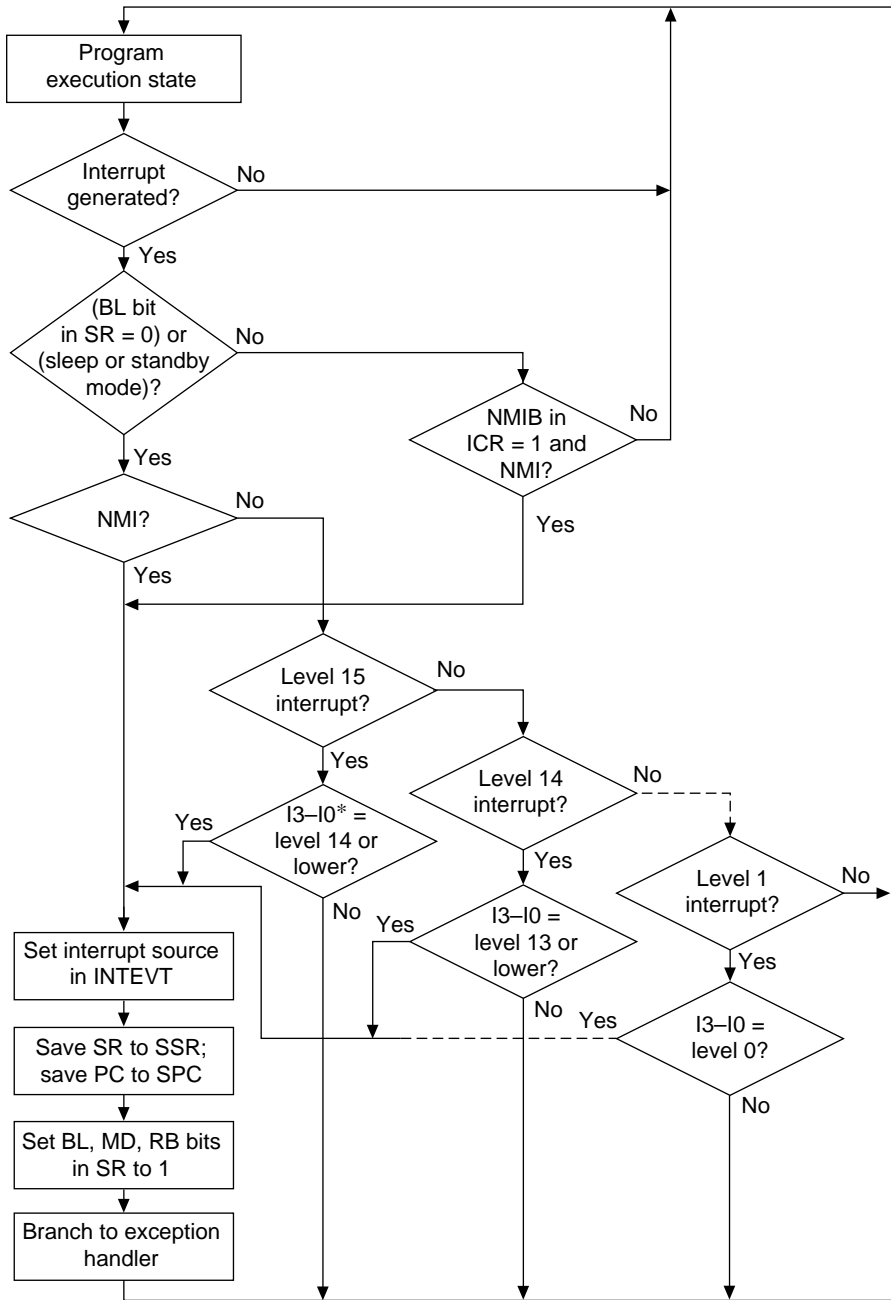 Program
execution state
Interrupt
generated?
No
Yes
(BL bit
in SR = 0) or
(sleep or standby
mode)?
No
Yes
NMIB in
ICR = 1 and
NMI?
No
Yes
NMI?
No
Yes
Level 15
interrupt?
No
Yes
Level 14
interrupt?
No
Yes
I3–I0* =
level 14 or
lower?
Yes
No
Level 1
interrupt?
No
Yes
I3–I0 =
level 13 or
lower?
Yes
No
I3–I0 =
level 0?
Yes
No
Set interrupt source
in INTEVT
Save SR to SSR;
save PC to SPC
Set BL, MD, RB bits
in SR to 1
Branch to exception
handler